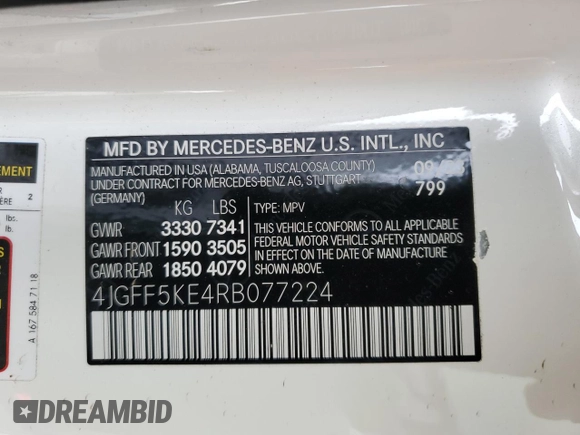 MFD BY MERCEDES-BENZ U.S. INTL., INC
MANUFACTURED IN USA (ALABAMA, TUSCALOOSA COUNTY)
UNDER CONTRACT FOR MERCEDES-BENZ AG, STUTTGART
(GERMANY)
799
KG LBS
TYPE: MPV
GVWR 3330 7341
GAWR FRONT 1590 3505
GAWR REAR 1850 4079
THIS VEHICLE CONFORMS TO ALL APPLICABLE
FEDERAL MOTOR VEHICLE SAFETY STANDARDS
IN EFFECT ON THE DATE OF MANUFACTURE
SHOWN ABOVE.
4JGFF5KE4RB077224
2
lbs.
lb.
A 167 584 71 18
DREAMBID